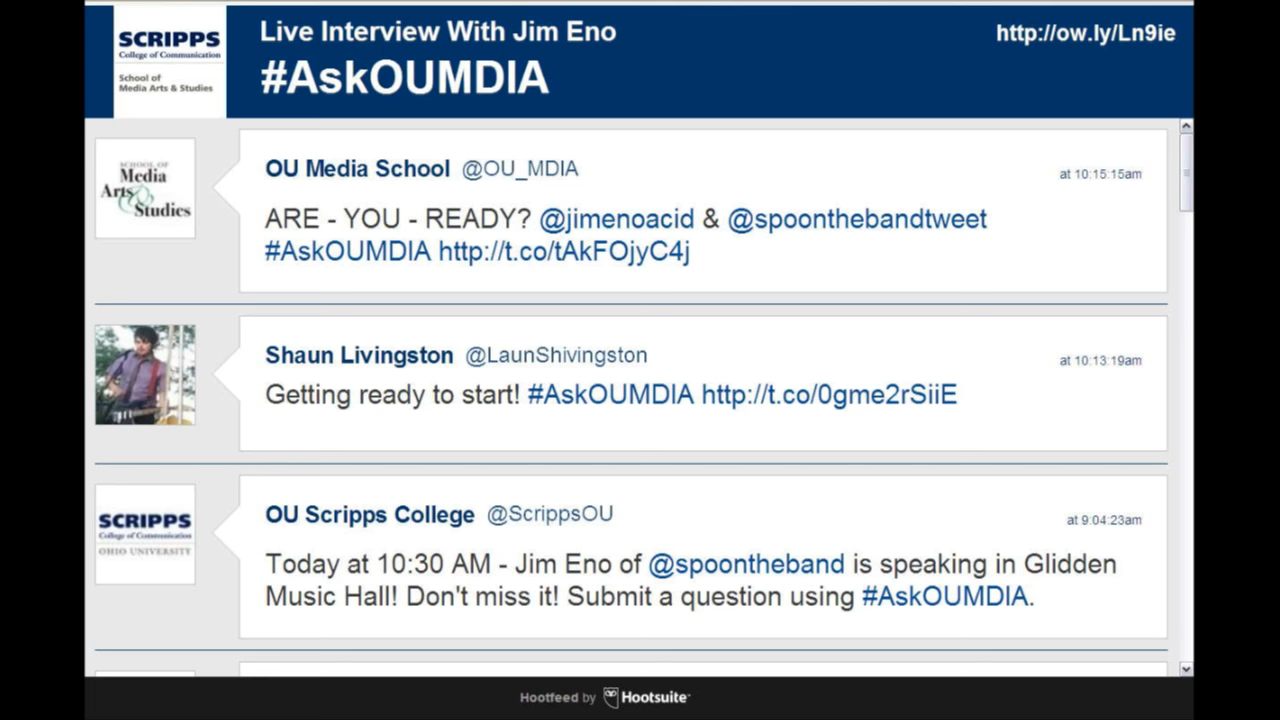 SCRIPPS
College of Communication
School of
Media Arts & Studies
Live Interview With Jim Eno
#AskOUMDIA
http://ow.ly/Ln9ie
SCHOOL OF
Media
Arts &
Studies
OU Media School @OU_MDIA
at 10:15:15am
ARE - YOU - READY? @jimenoacid & @spoonthebandtweet
#AskOUMDIA http://t.co/tAkFOjyC4j
Shaun Livingston @LaunShivingston
at 10:13:19am
Getting ready to start! #AskOUMDIA http://t.co/0gme2rSiiE
SCRIPPS
College of Communication
OHIO UNIVERSITY
OU Scripps College @ScrippsOU
at 9:04:23am
Today at 10:30 AM - Jim Eno of @spoontheband is speaking in Glidden
Music Hall! Don't miss it! Submit a question using #AskOUMDIA.
Hootfeed by Hootsuite